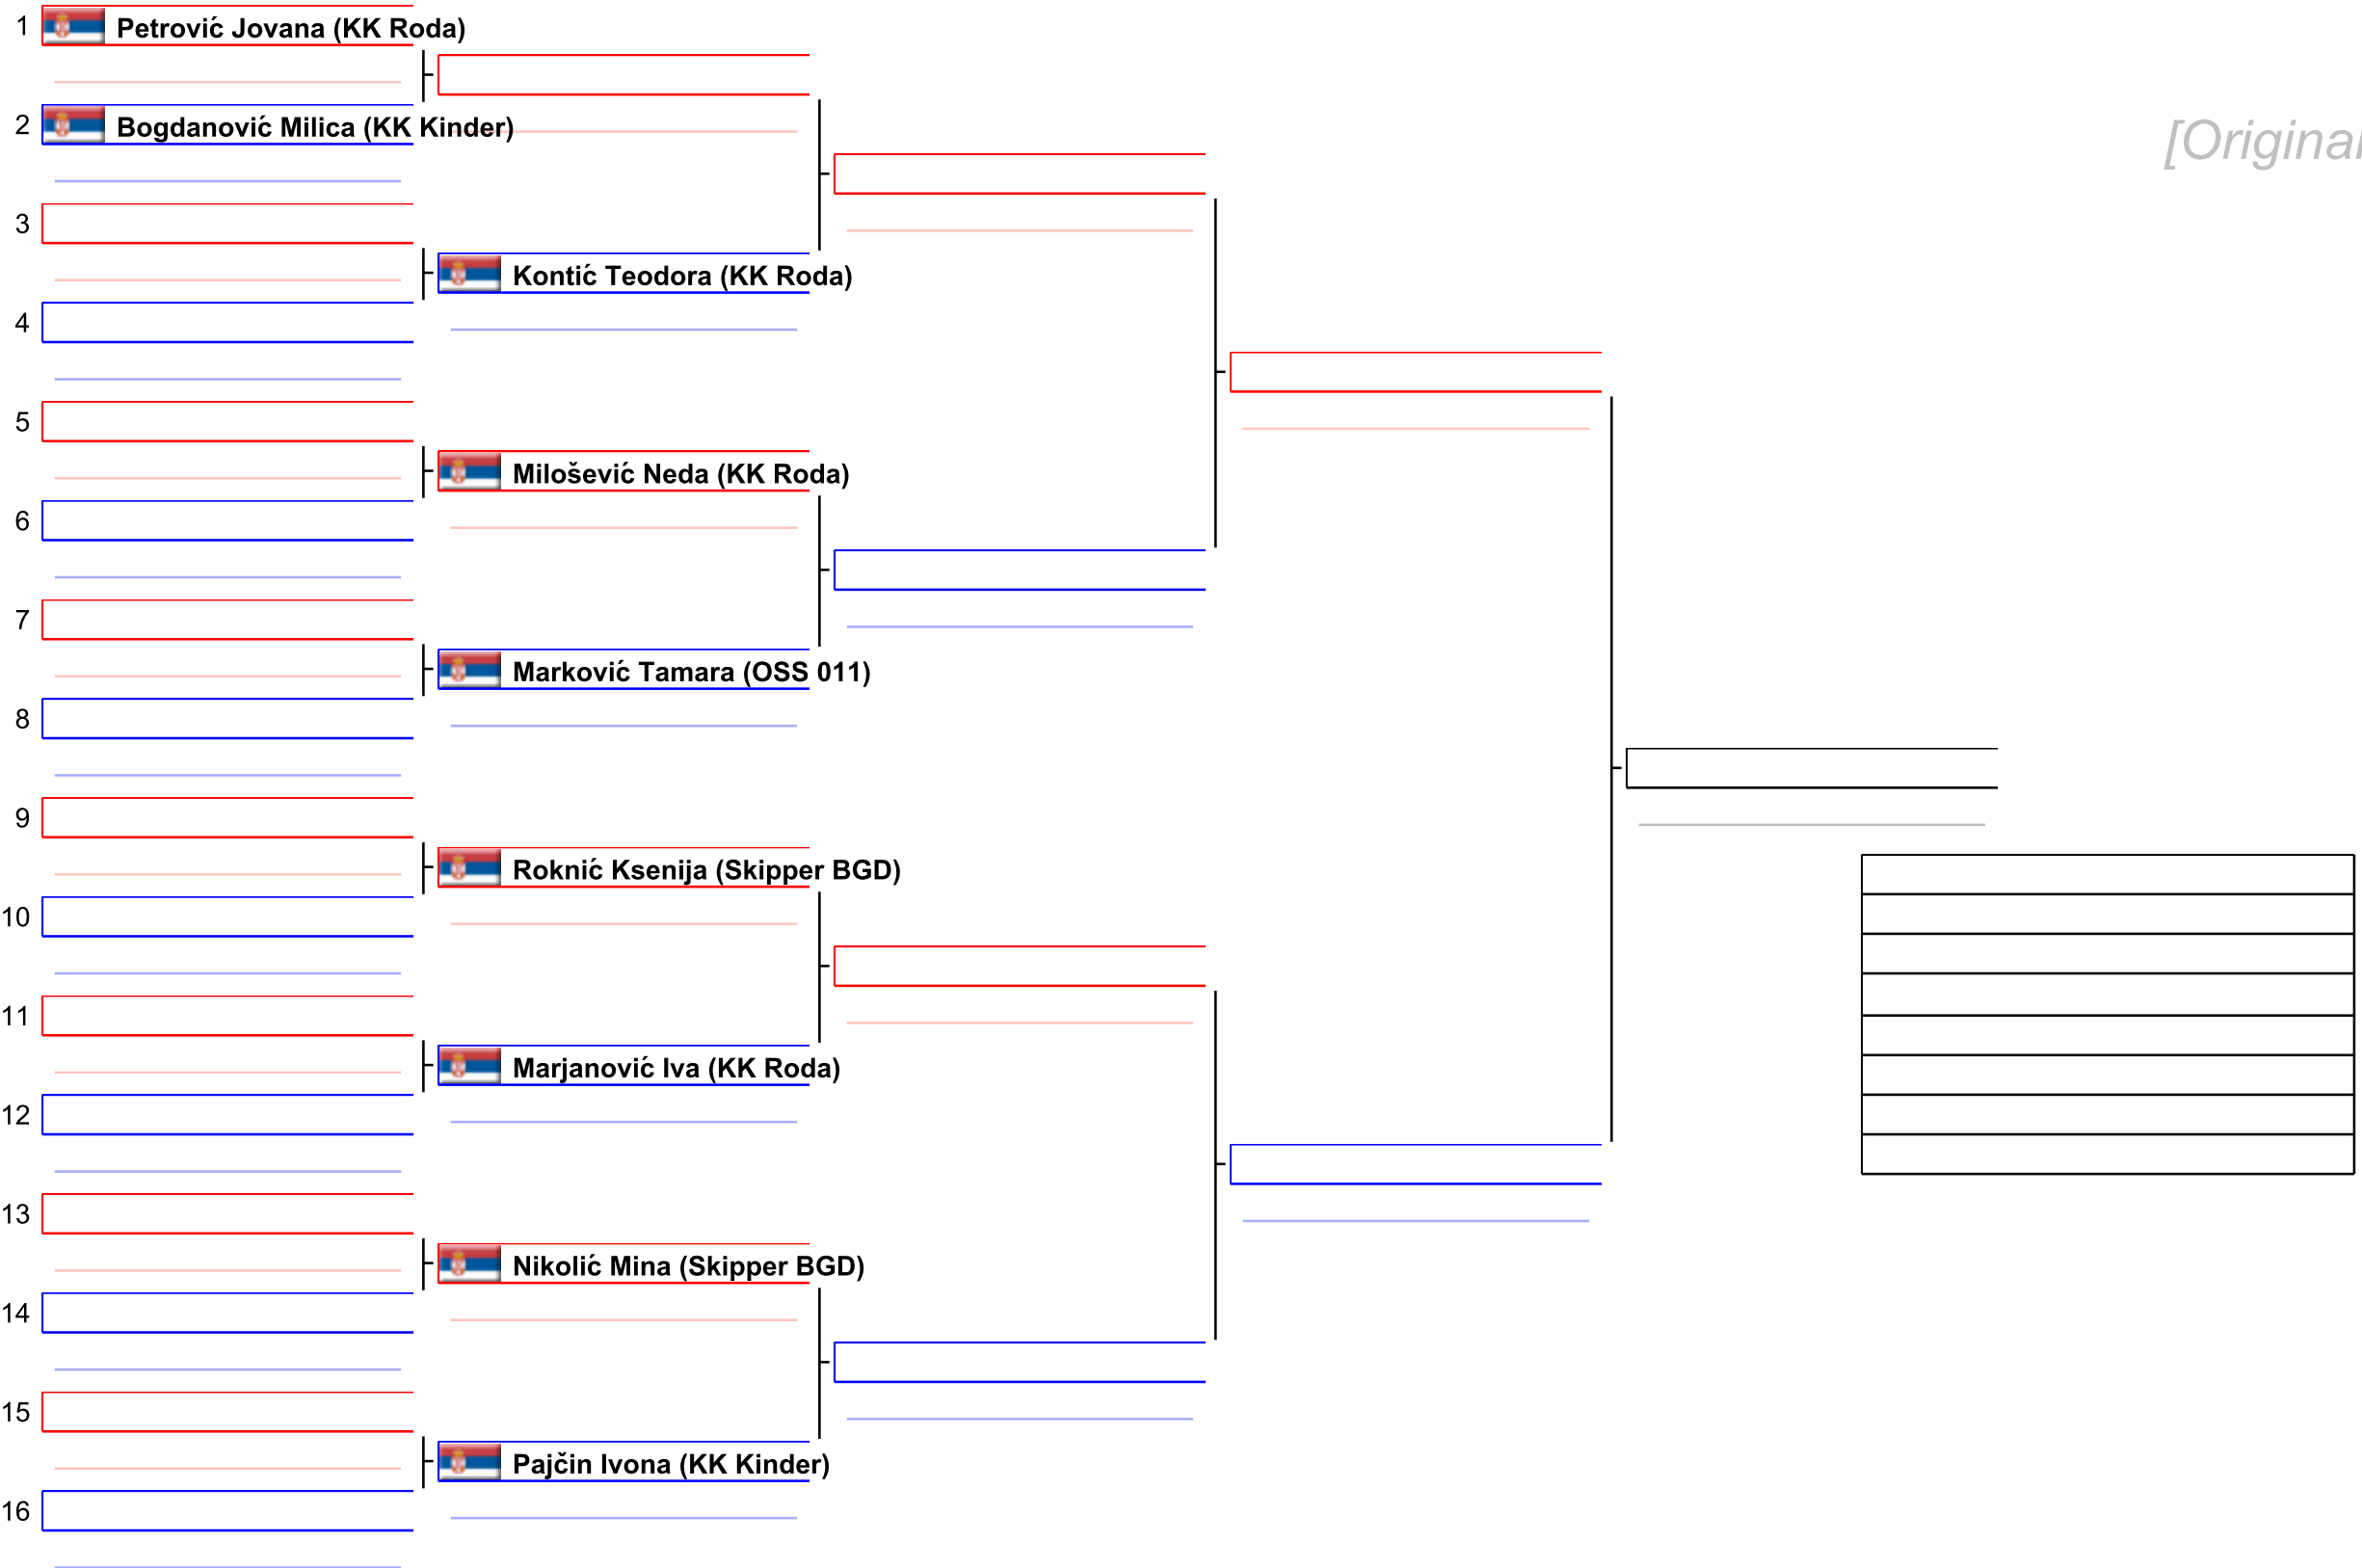 1 Petrović Jovana (KK Roda)
2 Bogdanović Milica (KK Kinder)
[Original
3
Kontić Teodora (KK Roda)
4
5
Milošević Neda (KK Roda)
6
7
Marković Tamara (OSS 011)
8
9
Roknić Ksenija (Skipper BGD)
10
11
Marjanović Iva (KK Roda)
12
13
Nikolić Mina (Skipper BGD)
14
15
Pajčin Ivona (KK Kinder)
16